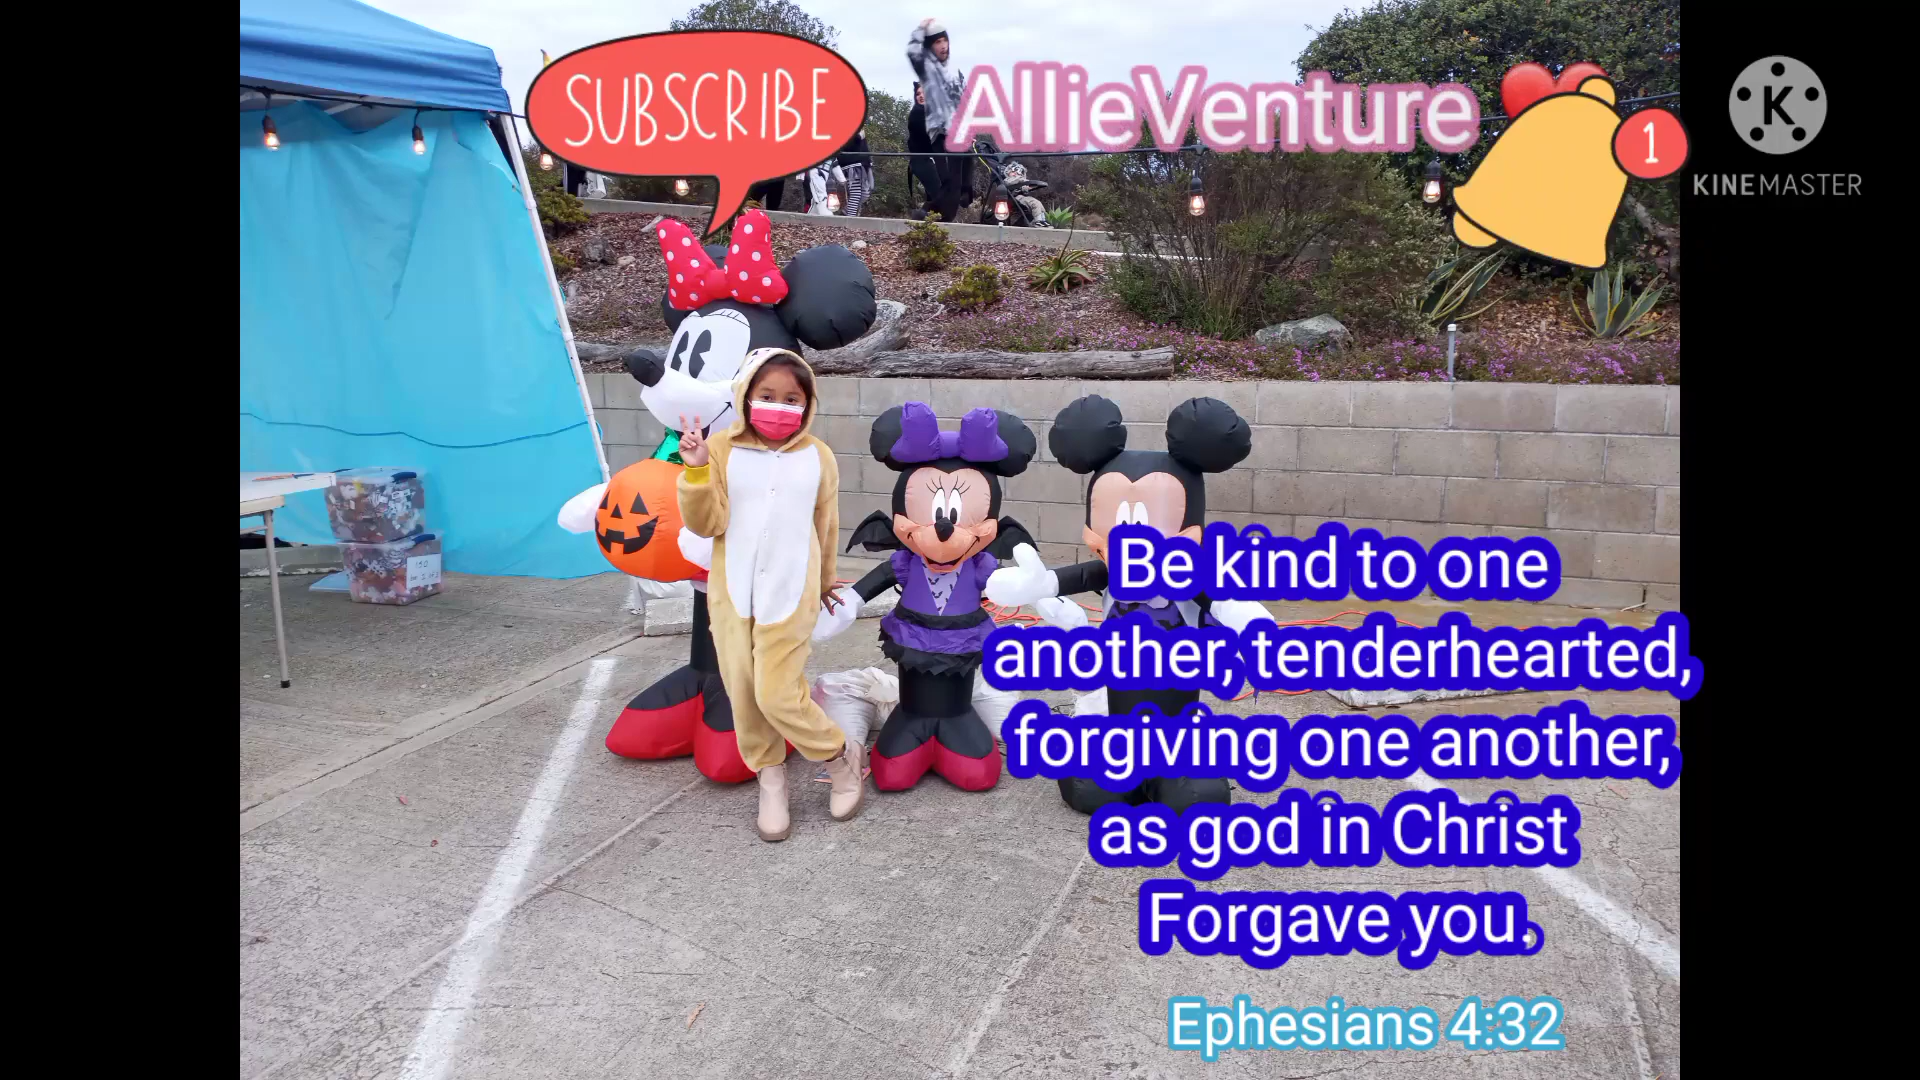 SUBSCRIBE
AllieVenture
1
KINEMASTER
Be kind to one
another, tenderhearted,
forgiving one another,
as god in Christ
Forgave you.
Ephesians 4:32